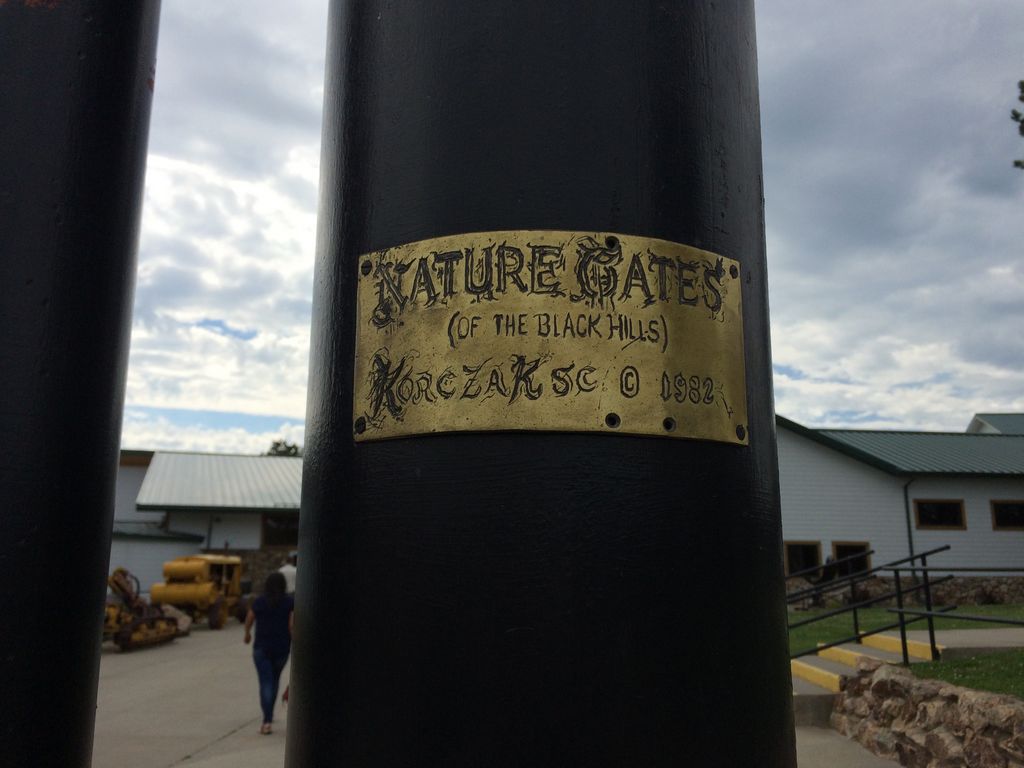 NATURE GATES
(OF THE BLACK HILLS)
KORCZAK SC © 1982